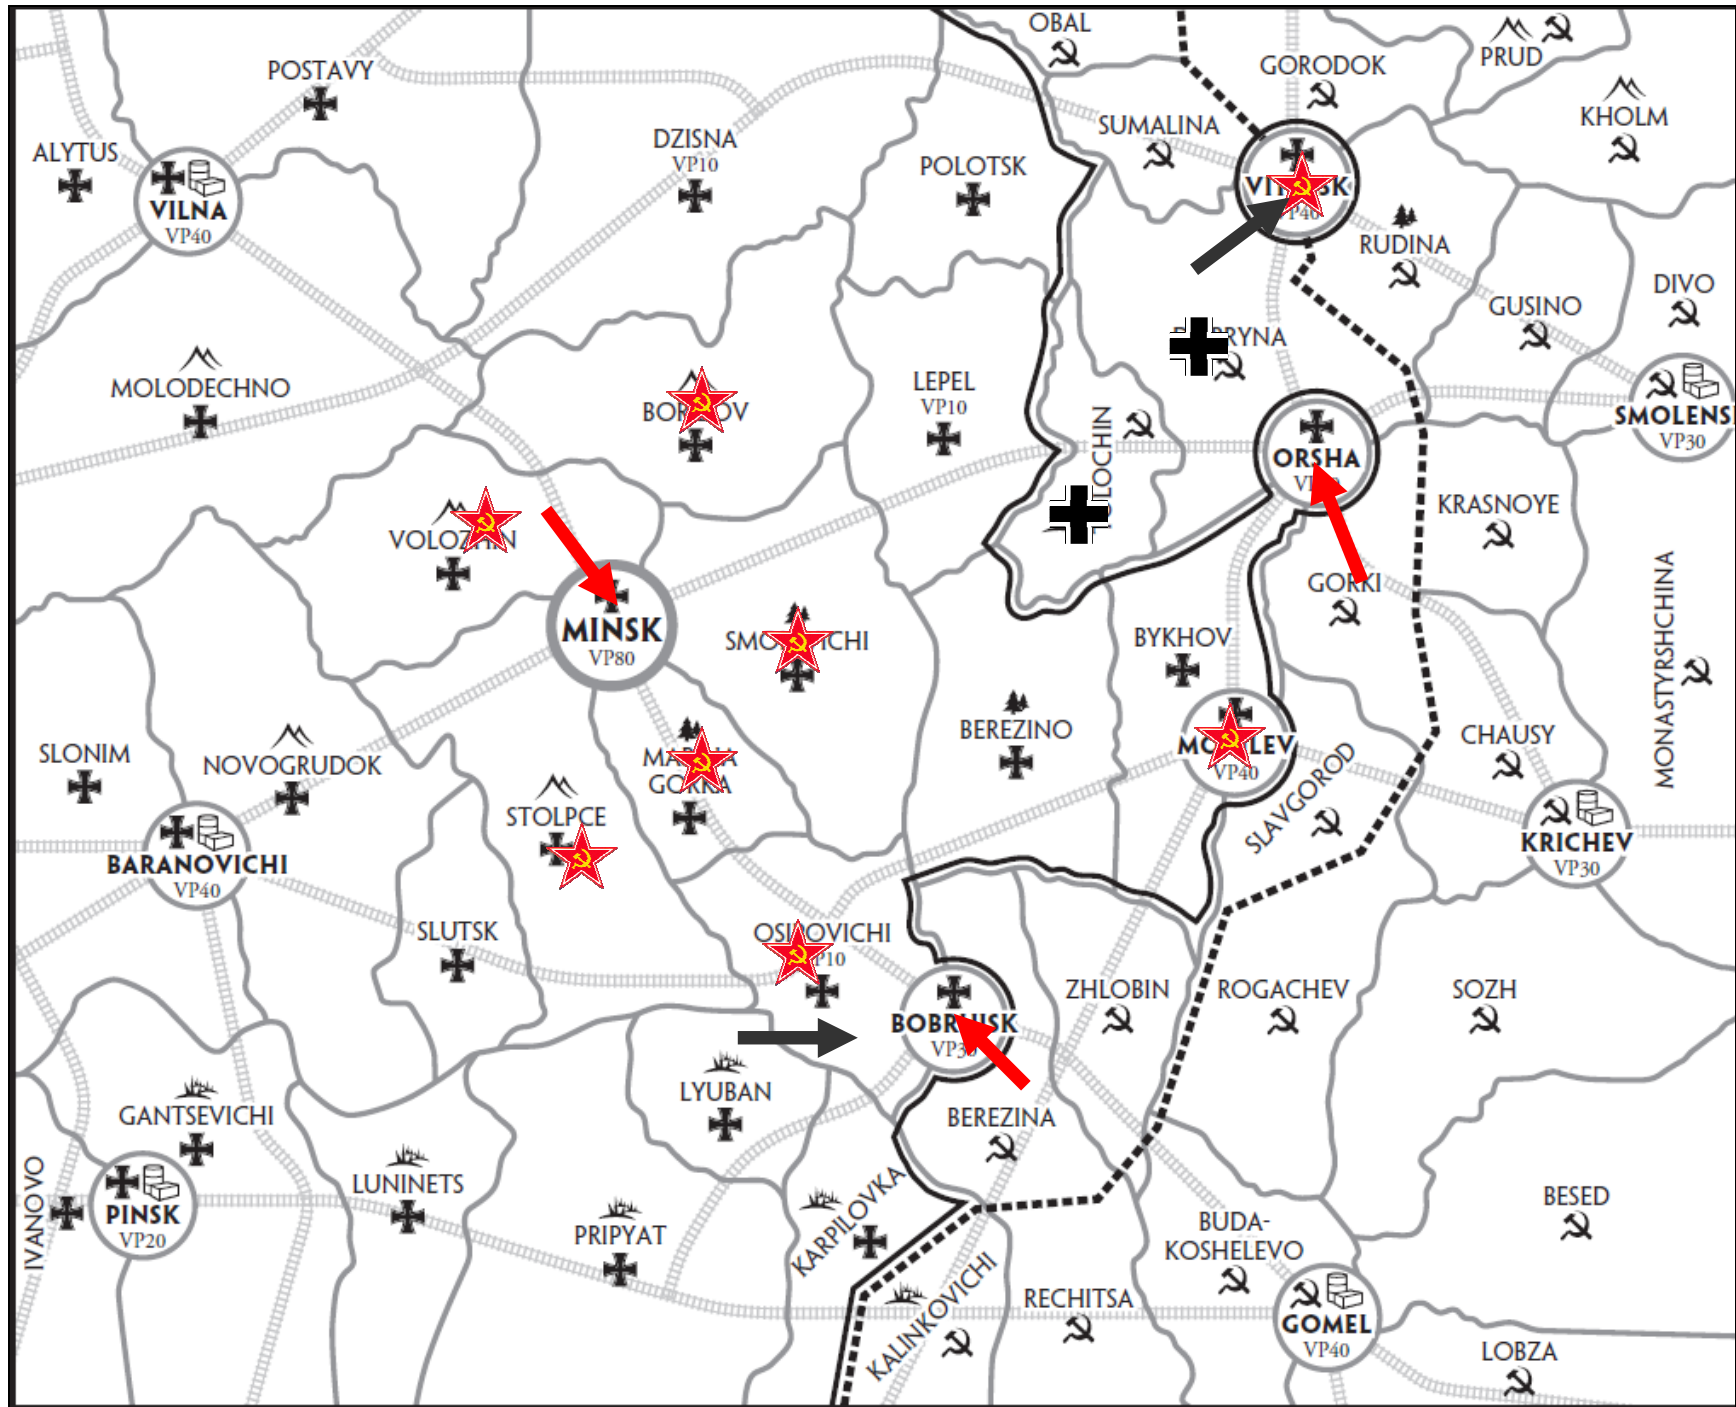 OBAL
PRUD
POSTAVY
GORODOK
KHOLM
ALYTUS
DZISNA
VP10
SUMALINA
POLOTSK
VILNA
VP40
RUDINA
DIVO
GUSINO
MOLODECHNO
LEPEL
VP10
SMOLENS
VP30
ORSHA
KRASNOYE
GORKI
MINSK
VP80
BYKHOV
MONASTYRSHCHINA
BEREZINO
CHAUSY
SLONIM
NOVOGRUDOK
VP40
SLAVGOROD
STOLPCE
KRICHEV
VP30
BARANOVICHI
VP40
SLUTSK
ZHLOBIN
ROGACHEV
SOZH
LYUBAN
GANTSEVICHI
BEREZINA
IVANOVO
LUNINETS
PINSK
VP20
KARPILOVKA
PRIPYAT
BESED
BUDA-
KOSHELEVO
KALINKOVICHI
RECHITSA
GOMEL
VP40
LOBZA